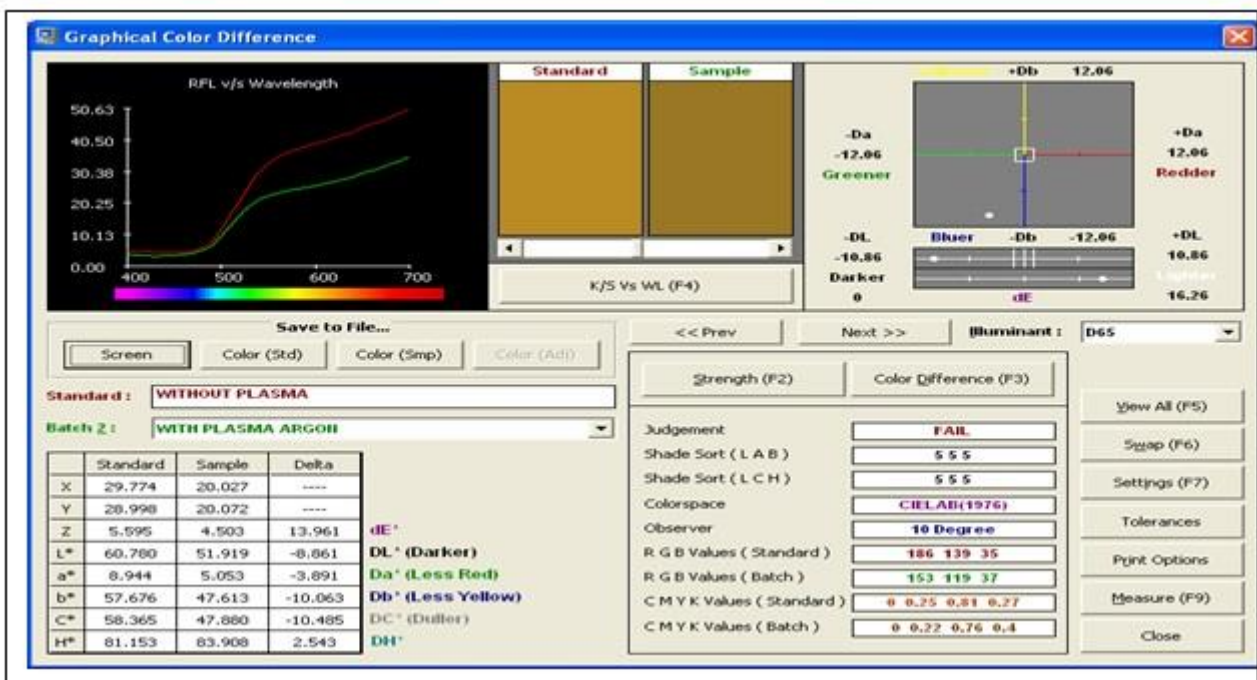 Graphical Color Difference
RFL v/s Wavelength
50.63
40.50
30.38
20.25
10.13
0.00
400 500 600 700
Standard Sample
K/S Vs WL (F4)
+Db 12.06
-Da +Da
-12.06 12.06
Greener Redder
-DL Bluer -Db -12.06 +DL
-10.86 10.86
Darker Lighter
0 dE 16.26
Save to File...
Screen Color (Std) Color (Smp) Color (Adj)
<< Prev Next >> Illuminant : D65
Standard : WITHOUT PLASMA
Batch 2 : WITH PLASMA ARGON
Standard Sample Delta
X 29.774 20.027 ----
Y 28.998 20.072 ----
Z 5.595 4.503 13.961 dE*
L* 60.780 51.919 -8.861 DL* (Darker)
a* 8.944 5.053 -3.891 Da* (Less Red)
b* 57.676 47.613 -10.063 Db* (Less Yellow)
C* 58.365 47.880 -10.485 DC* (Duller)
H* 81.153 83.908 2.543 DH*
Strength (F2) Color Difference (F3)
Judgement FAIL
Shade Sort ( L A B ) 5 5 5
Shade Sort ( L C H ) 5 5 5
Colorspace CIELAB(1976)
Observer 10 Degree
R G B Values ( Standard ) 186 139 35
R G B Values ( Batch ) 153 119 37
C M Y K Values ( Standard ) 0 0.25 0.81 0.27
C M Y K Values ( Batch ) 0 0.22 0.76 0.4
View All (F5)
Swap (F6)
Settings (F7)
Tolerances
Print Options
Measure (F9)
Close